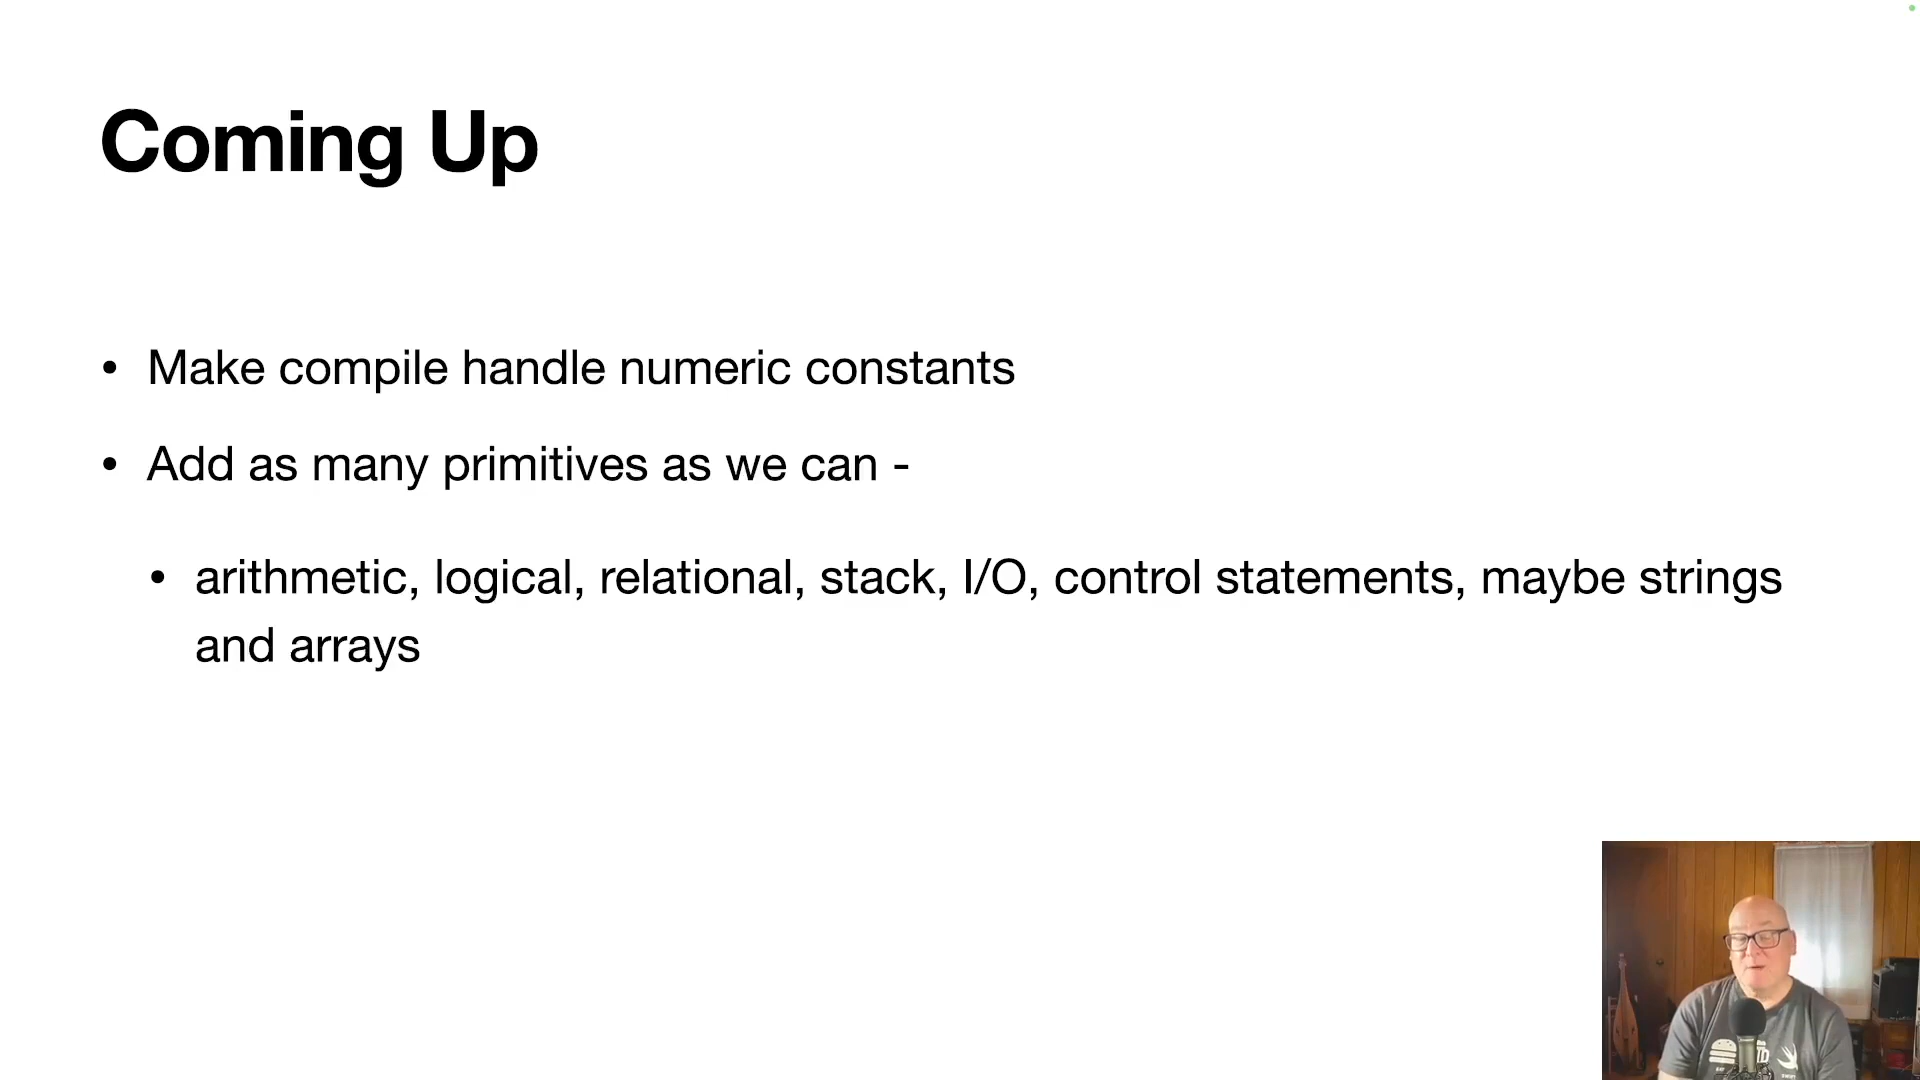 Coming Up
• Make compile handle numeric constants
• Add as many primitives as we can -
• arithmetic, logical, relational, stack, I/O, control statements, maybe strings
and arrays